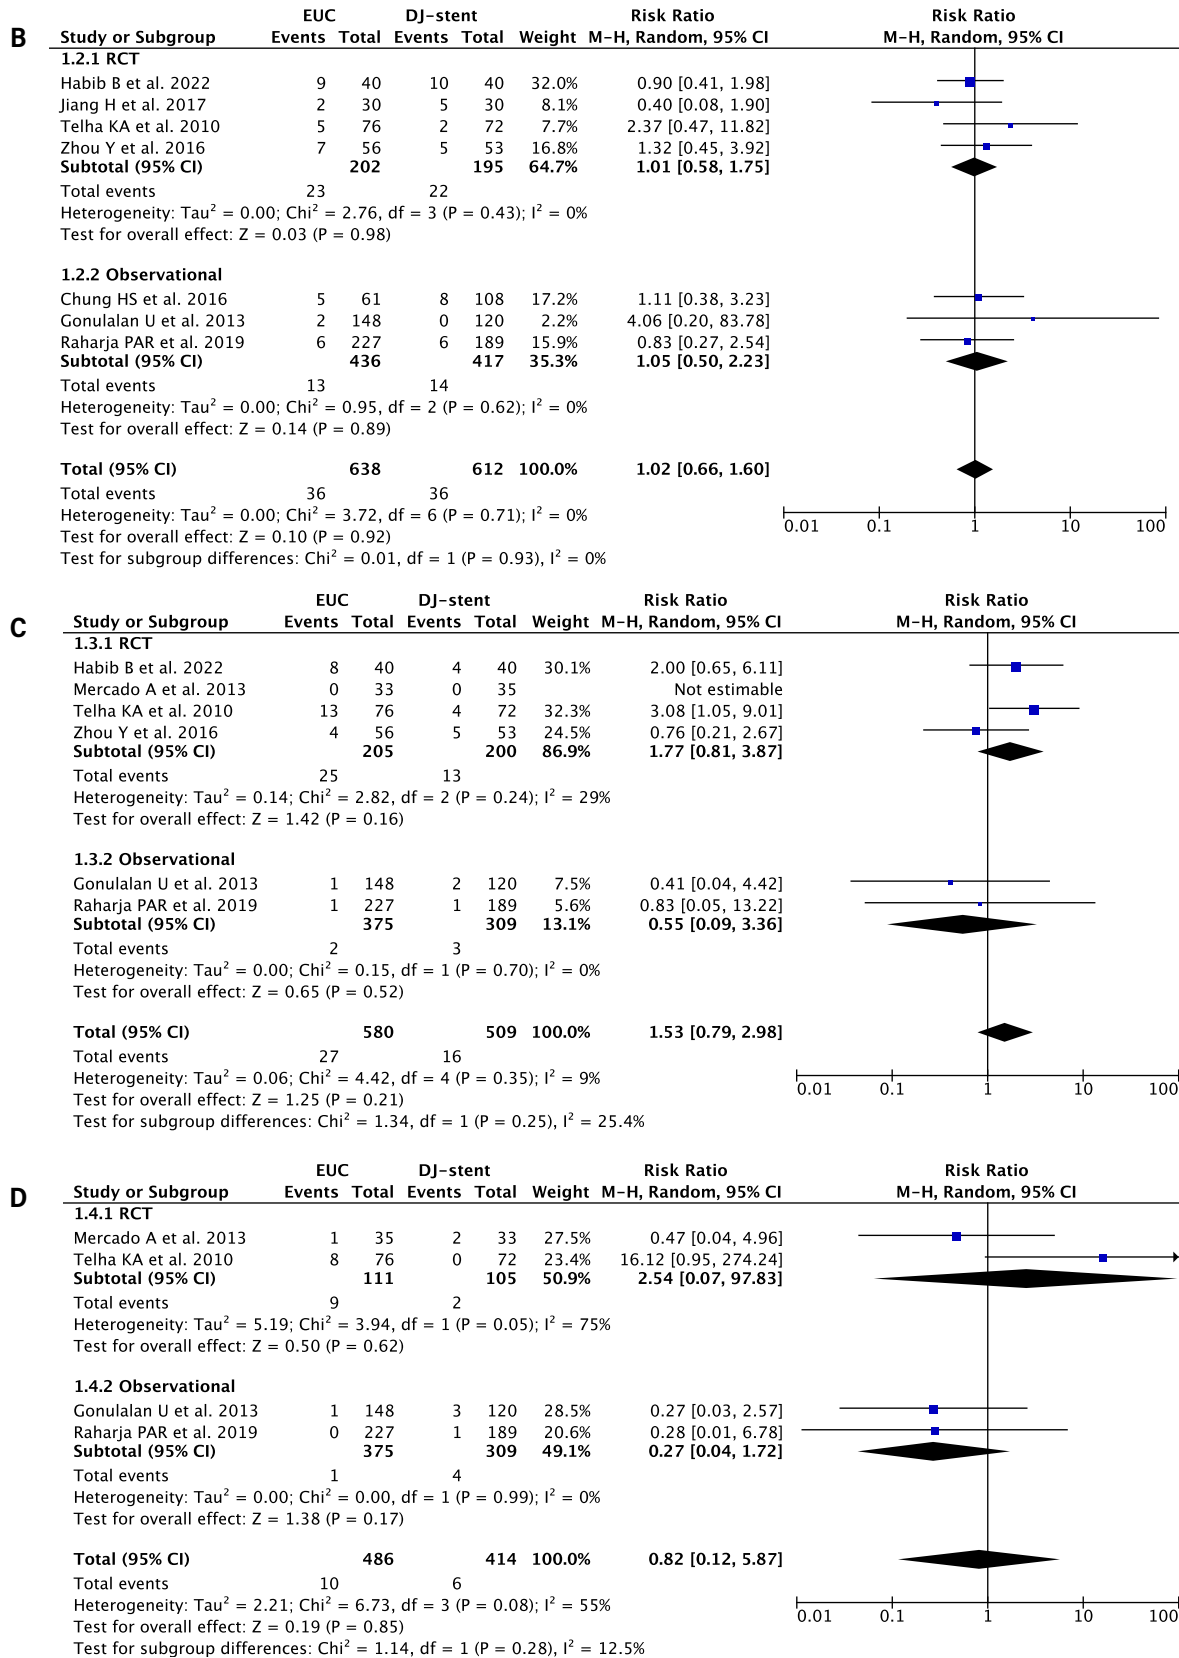 B
EUC DJ-stent Risk Ratio Risk Ratio
Study or Subgroup Events Total Events Total Weight M-H, Random, 95% CI M-H, Random, 95% CI
1.2.1 RCT
Habib B et al. 2022 9 40 10 40 32.0% 0.90 [0.41, 1.98]
Jiang H et al. 2017 2 30 5 30 8.1% 0.40 [0.08, 1.90]
Telha KA et al. 2010 5 76 2 72 7.7% 2.37 [0.47, 11.82]
Zhou Y et al. 2016 7 56 5 53 16.8% 1.32 [0.45, 3.92]
Subtotal (95% CI) 202 195 64.7% 1.01 [0.58, 1.75]
Total events 23 22
Heterogeneity: Tau² = 0.00; Chi² = 2.76, df = 3 (P = 0.43); I² = 0%
Test for overall effect: Z = 0.03 (P = 0.98)
1.2.2 Observational
Chung HS et al. 2016 5 61 8 108 17.2% 1.11 [0.38, 3.23]
Gonulalan U et al. 2013 2 148 0 120 2.2% 4.06 [0.20, 83.78]
Raharja PAR et al. 2019 6 227 6 189 15.9% 0.83 [0.27, 2.54]
Subtotal (95% CI) 436 417 35.3% 1.05 [0.50, 2.23]
Total events 13 14
Heterogeneity: Tau² = 0.00; Chi² = 0.95, df = 2 (P = 0.62); I² = 0%
Test for overall effect: Z = 0.14 (P = 0.89)
Total (95% CI) 638 612 100.0% 1.02 [0.66, 1.60]
Total events 36 36
Heterogeneity: Tau² = 0.00; Chi² = 3.72, df = 6 (P = 0.71); I² = 0%
Test for overall effect: Z = 0.10 (P = 0.92)
Test for subgroup differences: Chi² = 0.01, df = 1 (P = 0.93), I² = 0%
0.01 0.1 1 10 100
C
EUC DJ-stent Risk Ratio Risk Ratio
Study or Subgroup Events Total Events Total Weight M-H, Random, 95% CI M-H, Random, 95% CI
1.3.1 RCT
Habib B et al. 2022 8 40 4 40 30.1% 2.00 [0.65, 6.11]
Mercado A et al. 2013 0 33 0 35 Not estimable
Telha KA et al. 2010 13 76 4 72 32.3% 3.08 [1.05, 9.01]
Zhou Y et al. 2016 4 56 5 53 24.5% 0.76 [0.21, 2.67]
Subtotal (95% CI) 205 200 86.9% 1.77 [0.81, 3.87]
Total events 25 13
Heterogeneity: Tau² = 0.14; Chi² = 2.82, df = 2 (P = 0.24); I² = 29%
Test for overall effect: Z = 1.42 (P = 0.16)
1.3.2 Observational
Gonulalan U et al. 2013 1 148 2 120 7.5% 0.41 [0.04, 4.42]
Raharja PAR et al. 2019 1 227 1 189 5.6% 0.83 [0.05, 13.22]
Subtotal (95% CI) 375 309 13.1% 0.55 [0.09, 3.36]
Total events 2 3
Heterogeneity: Tau² = 0.00; Chi² = 0.15, df = 1 (P = 0.70); I² = 0%
Test for overall effect: Z = 0.65 (P = 0.52)
Total (95% CI) 580 509 100.0% 1.53 [0.79, 2.98]
Total events 27 16
Heterogeneity: Tau² = 0.06; Chi² = 4.42, df = 4 (P = 0.35); I² = 9%
Test for overall effect: Z = 1.25 (P = 0.21)
Test for subgroup differences: Chi² = 1.34, df = 1 (P = 0.25), I² = 25.4%
0.01 0.1 1 10 100
D
EUC DJ-stent Risk Ratio Risk Ratio
Study or Subgroup Events Total Events Total Weight M-H, Random, 95% CI M-H, Random, 95% CI
1.4.1 RCT
Mercado A et al. 2013 1 35 2 33 27.5% 0.47 [0.04, 4.96]
Telha KA et al. 2010 8 76 0 72 23.4% 16.12 [0.95, 274.24]
Subtotal (95% CI) 111 105 50.9% 2.54 [0.07, 97.83]
Total events 9 2
Heterogeneity: Tau² = 5.19; Chi² = 3.94, df = 1 (P = 0.05); I² = 75%
Test for overall effect: Z = 0.50 (P = 0.62)
1.4.2 Observational
Gonulalan U et al. 2013 1 148 3 120 28.5% 0.27 [0.03, 2.57]
Raharja PAR et al. 2019 0 227 1 189 20.6% 0.28 [0.01, 6.78]
Subtotal (95% CI) 375 309 49.1% 0.27 [0.04, 1.72]
Total events 1 4
Heterogeneity: Tau² = 0.00; Chi² = 0.00, df = 1 (P = 0.99); I² = 0%
Test for overall effect: Z = 1.38 (P = 0.17)
Total (95% CI) 486 414 100.0% 0.82 [0.12, 5.87]
Total events 10 6
Heterogeneity: Tau² = 2.21; Chi² = 6.73, df = 3 (P = 0.08); I² = 55%
Test for overall effect: Z = 0.19 (P = 0.85)
Test for subgroup differences: Chi² = 1.14, df = 1 (P = 0.28), I² = 12.5%
0.01 0.1 1 10 100